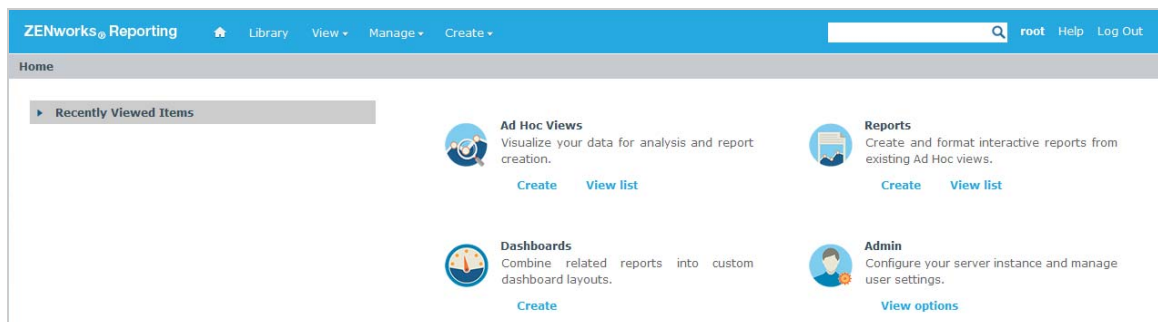 ZENworks® Reporting Library View Manage Create root Help Log Out
Home
Recently Viewed Items
Ad Hoc Views
Visualize your data for analysis and report
creation.
Create View list
Reports
Create and format interactive reports from
existing Ad Hoc views.
Create View list
Dashboards
Combine related reports into custom
dashboard layouts.
Create
Admin
Configure your server instance and manage
user settings.
View options